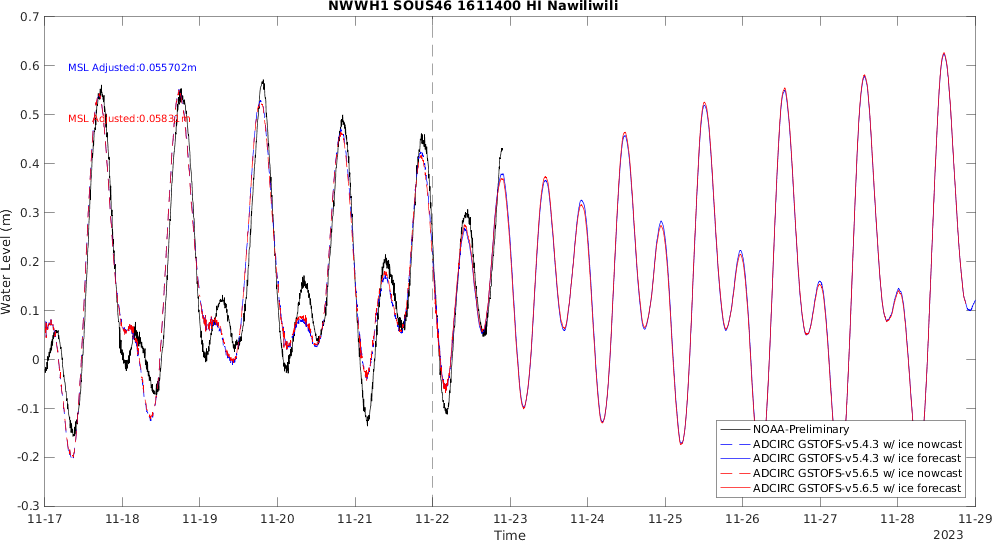 NWWH1 SOUS46 1611400 HI Nawiliwili
0.7
0.6
0.5
0.4
0.3
0.2
0.1
0
-0.1
-0.2
-0.3
Water Level (m)
MSL Adjusted:0.055702m
MSL Adjusted:0.0583 m
NOAA-Preliminary
ADCIRC GSTOFS-v5.4.3 w/ ice nowcast
ADCIRC GSTOFS-v5.4.3 w/ ice forecast
ADCIRC GSTOFS-v5.6.5 w/ ice nowcast
ADCIRC GSTOFS-v5.6.5 w/ ice forecast
11-17 11-18 11-19 11-20 11-21 11-22 11-23 11-24 11-25 11-26 11-27 11-28 11-29
Time
2023